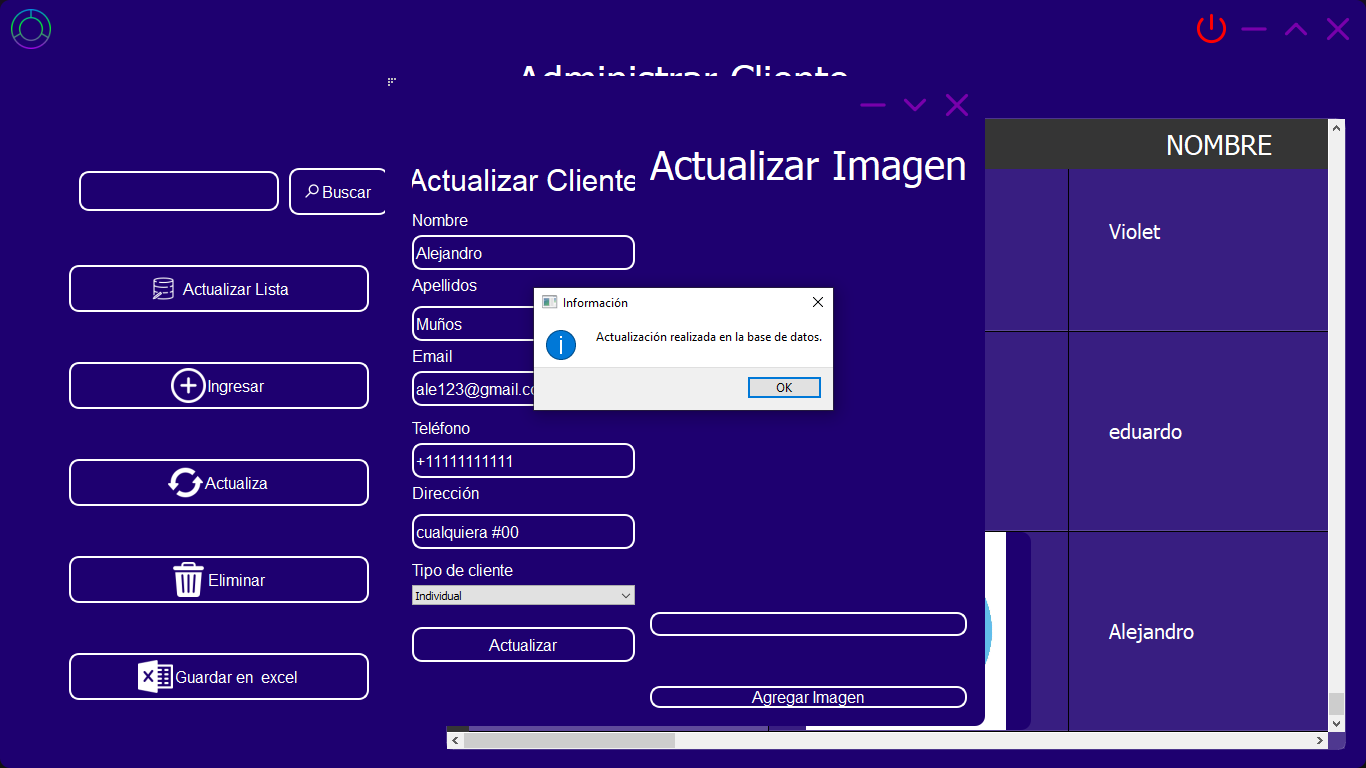 Administrar Cliente
Buscar
Actualizar Lista
Ingresar
Actualiza
Eliminar
Guardar en excel
Actualizar Cliente
Nombre
Alejandro
Apellidos
Muños
Email
ale123@gmail.co
Teléfono
+11111111111
Dirección
cualquiera #00
Tipo de cliente
Individual
Actualizar
Actualizar Imagen
Agregar Imagen
Información
Actualización realizada en la base de datos.
OK
NOMBRE
Violet
eduardo
Alejandro